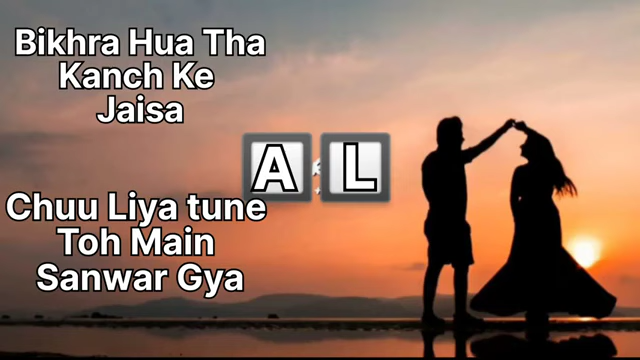 Bikhra Hua Tha
Kanch Ke
Jaisa
A L
Chuu Liya tune
Toh Main
Sanwar Gya